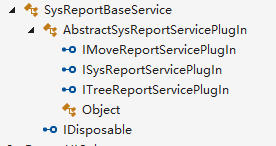 SysReportBaseService
AbstractSysReportServicePlugIn
IMoveReportServicePlugIn
ISysReportServicePlugIn
ITreeReportServicePlugIn
Object
IDisposable